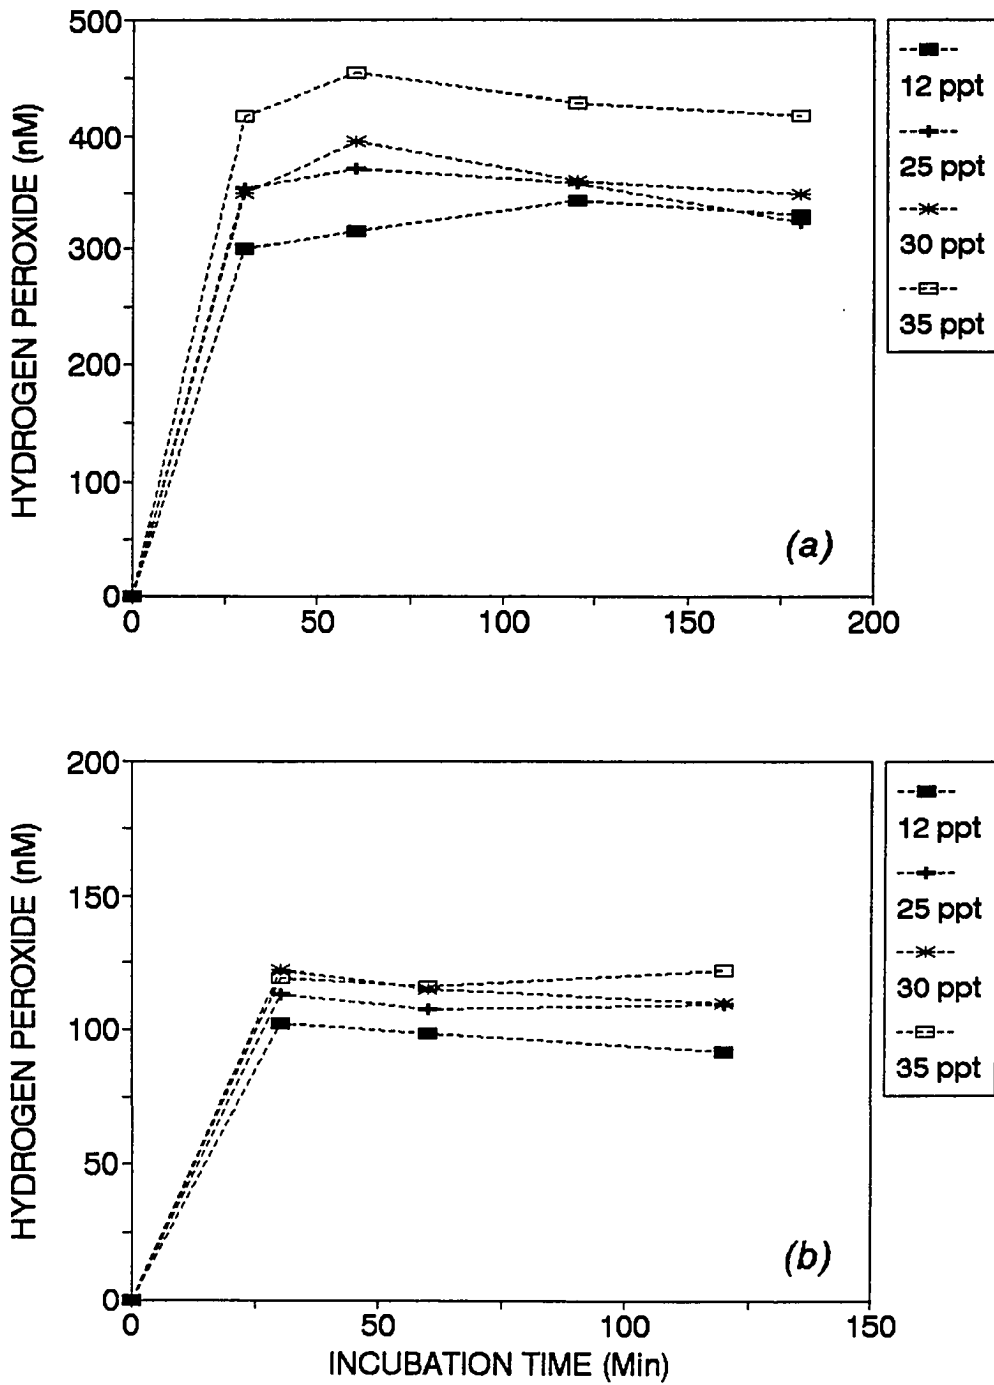 HYDROGEN PEROXIDE (nM)
500
400
300
200
100
0
0 50 100 150 200
(a)
12 ppt
25 ppt
30 ppt
35 ppt
HYDROGEN PEROXIDE (nM)
200
150
100
50
0
0 50 100 150
(b)
12 ppt
25 ppt
30 ppt
35 ppt
INCUBATION TIME (Min)